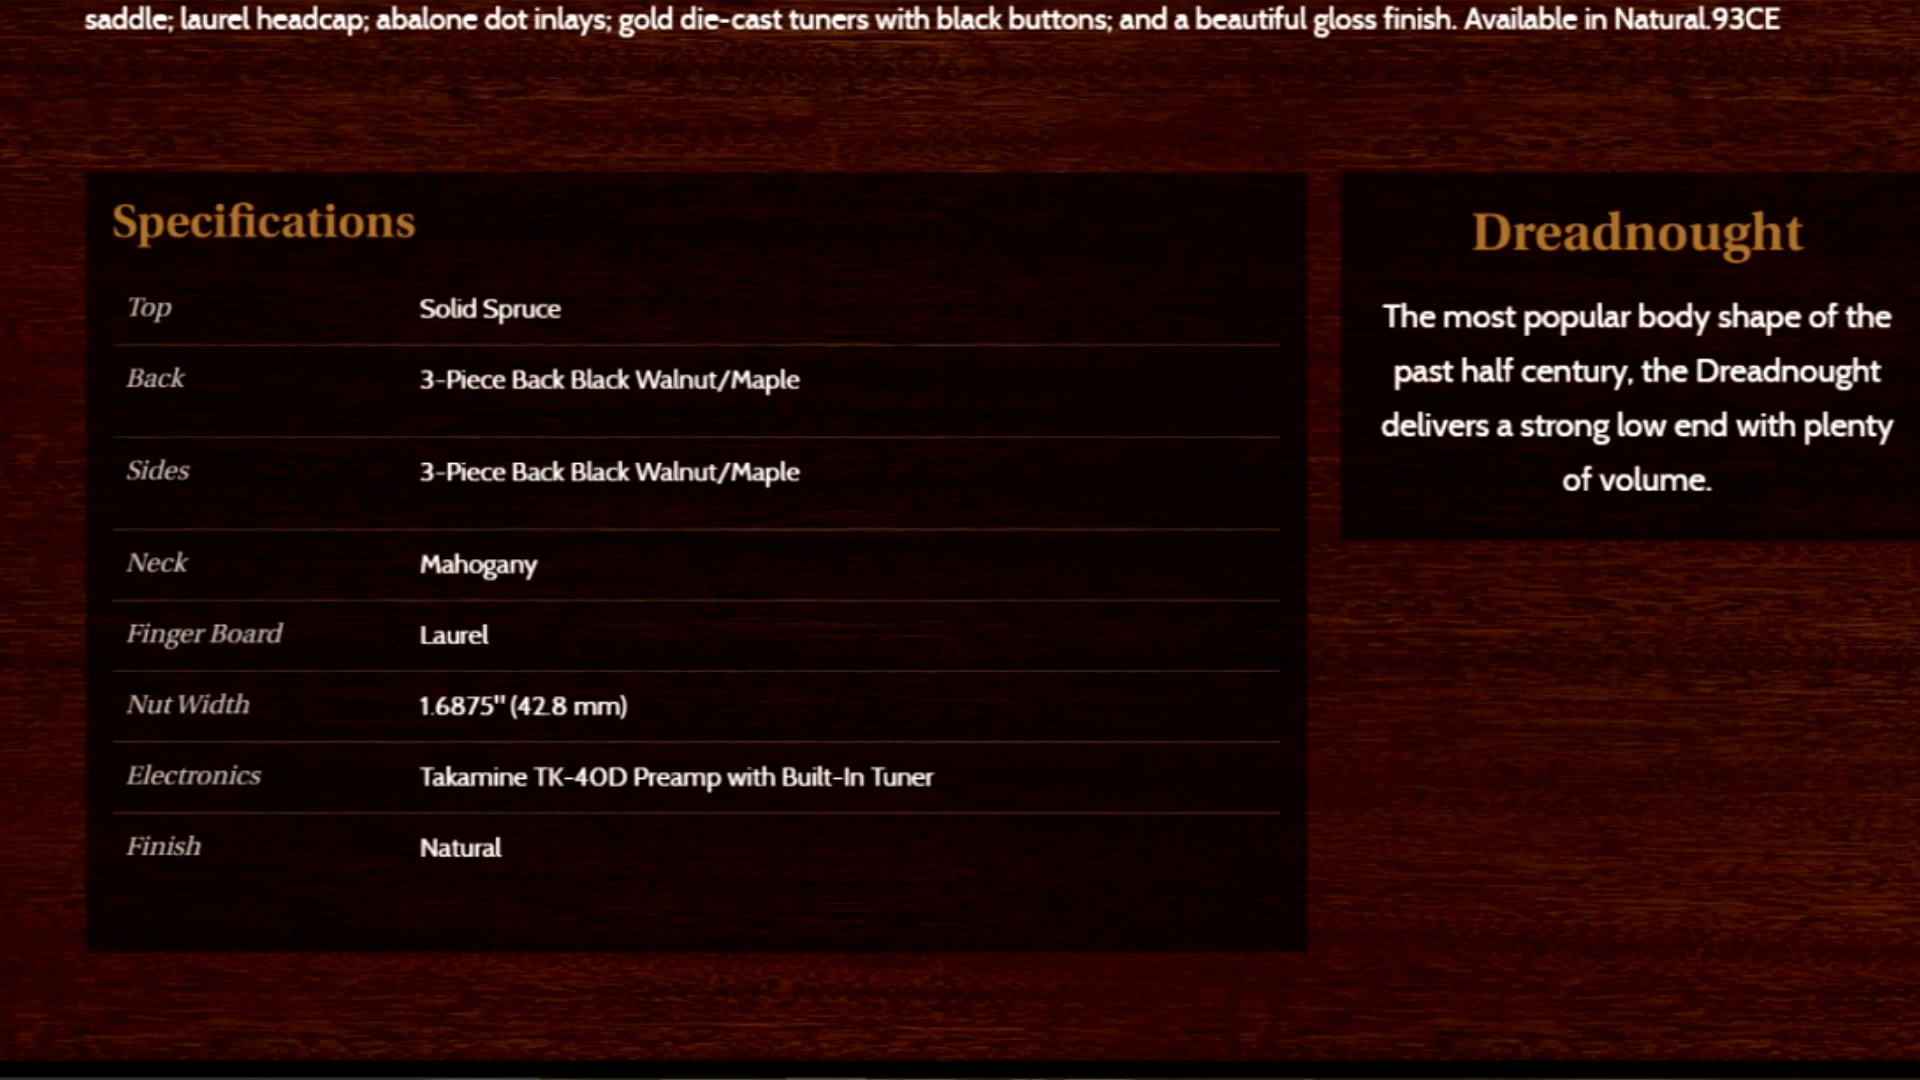 saddle; laurel headcap; abalone dot inlays; gold die-cast tuners with black buttons; and a beautiful gloss finish. Available in Natural.93CE
Specifications
Top Solid Spruce
Back 3-Piece Back Black Walnut/Maple
Sides 3-Piece Back Black Walnut/Maple
Neck Mahogany
Finger Board Laurel
Nut Width 1.6875" (42.8 mm)
Electronics Takamine TK-40D Preamp with Built-In Tuner
Finish Natural
Dreadnought
The most popular body shape of the
past half century, the Dreadnought
delivers a strong low end with plenty
of volume.